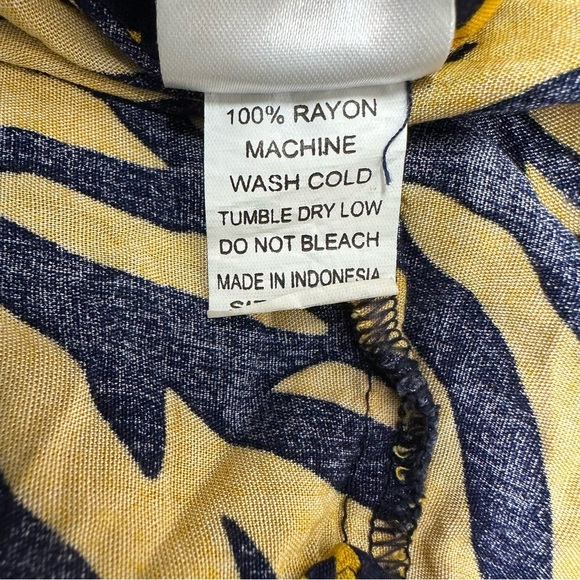 100% RAYON
MACHINE
WASH COLD
TUMBLE DRY LOW
DO NOT BLEACH
MADE IN INDONESIA